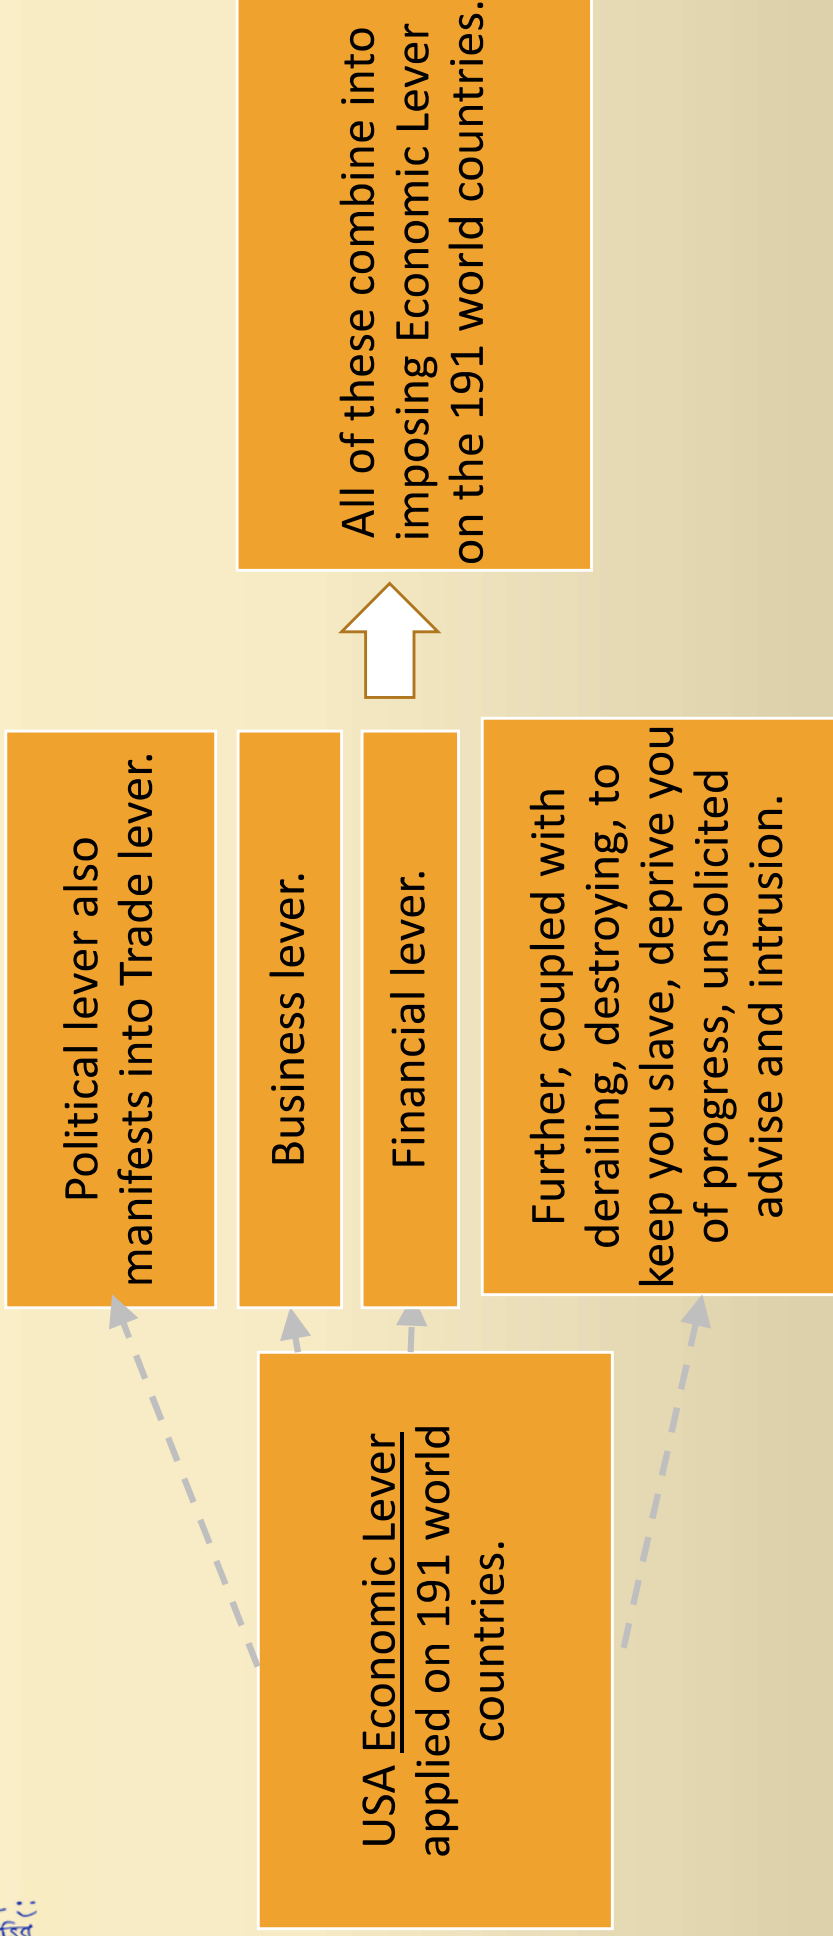 USA Economic Lever
applied on 191 world
countries.
Political lever also
manifests into Trade lever.
Business lever.
Financial lever.
Further, coupled with
derailing, destroying, to
keep you slave, deprive you
of progress, unsolicited
advise and intrusion.
All of these combine into
imposing Economic Lever
on the 191 world countries.